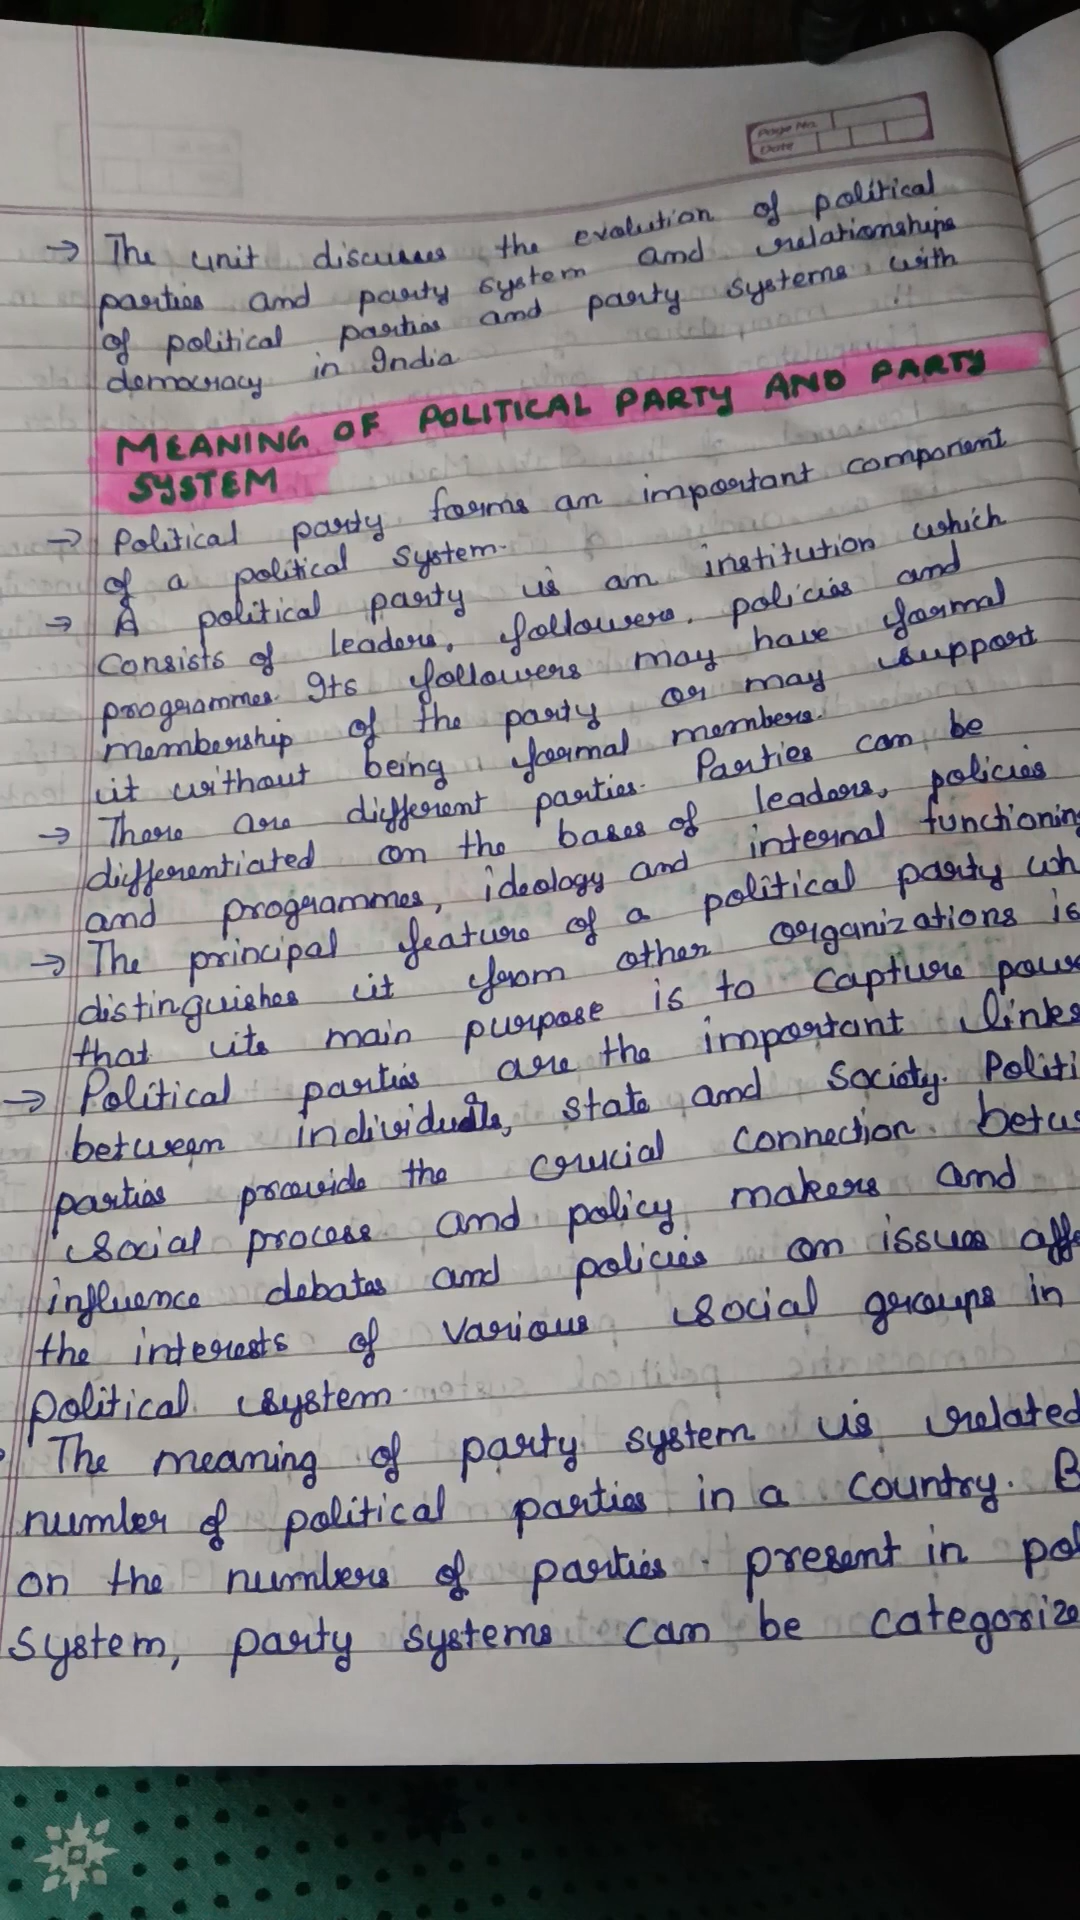 Page No.
Date
→ The unit discusses the evolution of political
parties and party system and relationships
of political parties and party systems with
democracy in India
MEANING OF POLITICAL PARTY AND PARTY
SYSTEM
→ Political party forms an important component
of a political system.
→ A political party is an institution which
consists of leaders, followers, policies and
programmes. Its followers may have formal
membership of the party or may support
it without being formal members.
→ There are different parties. Parties can be
differentiated on the bases of leaders, policies
and programmes, ideology and internal functioning
→ The principal feature of a political party wh
distinguishes it from other organizations is
that its main purpose is to capture powe
→ Political parties are the important links
between individuals, state and society. Politi
parties provide the crucial connection betwe
social process and policy makers and
influence debates and policies on issues affe
the interests of various social groups in
political system.
The meaning of party system is related
number of political parties in a country. B
on the numbers of parties present in pol
system, party systems can be categorize